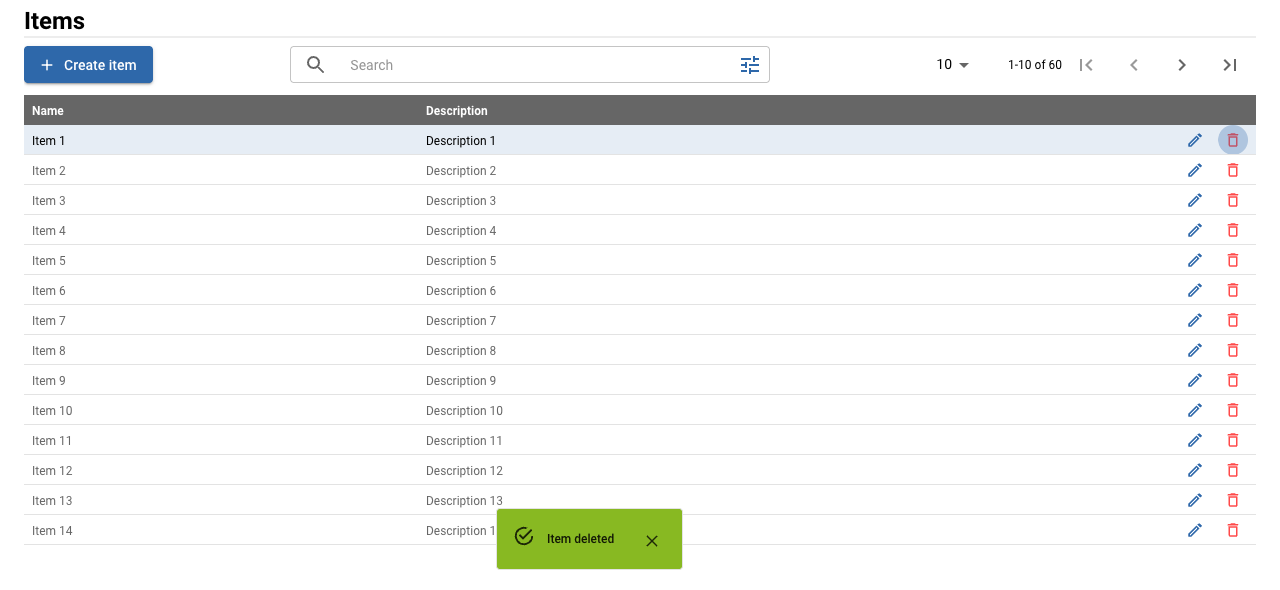 Items
Create item
Search
10
1-10 of 60
Name Description
Item 1 Description 1
Item 2 Description 2
Item 3 Description 3
Item 4 Description 4
Item 5 Description 5
Item 6 Description 6
Item 7 Description 7
Item 8 Description 8
Item 9 Description 9
Item 10 Description 10
Item 11 Description 11
Item 12 Description 12
Item 13 Description 13
Item 14 Description 1
Item deleted